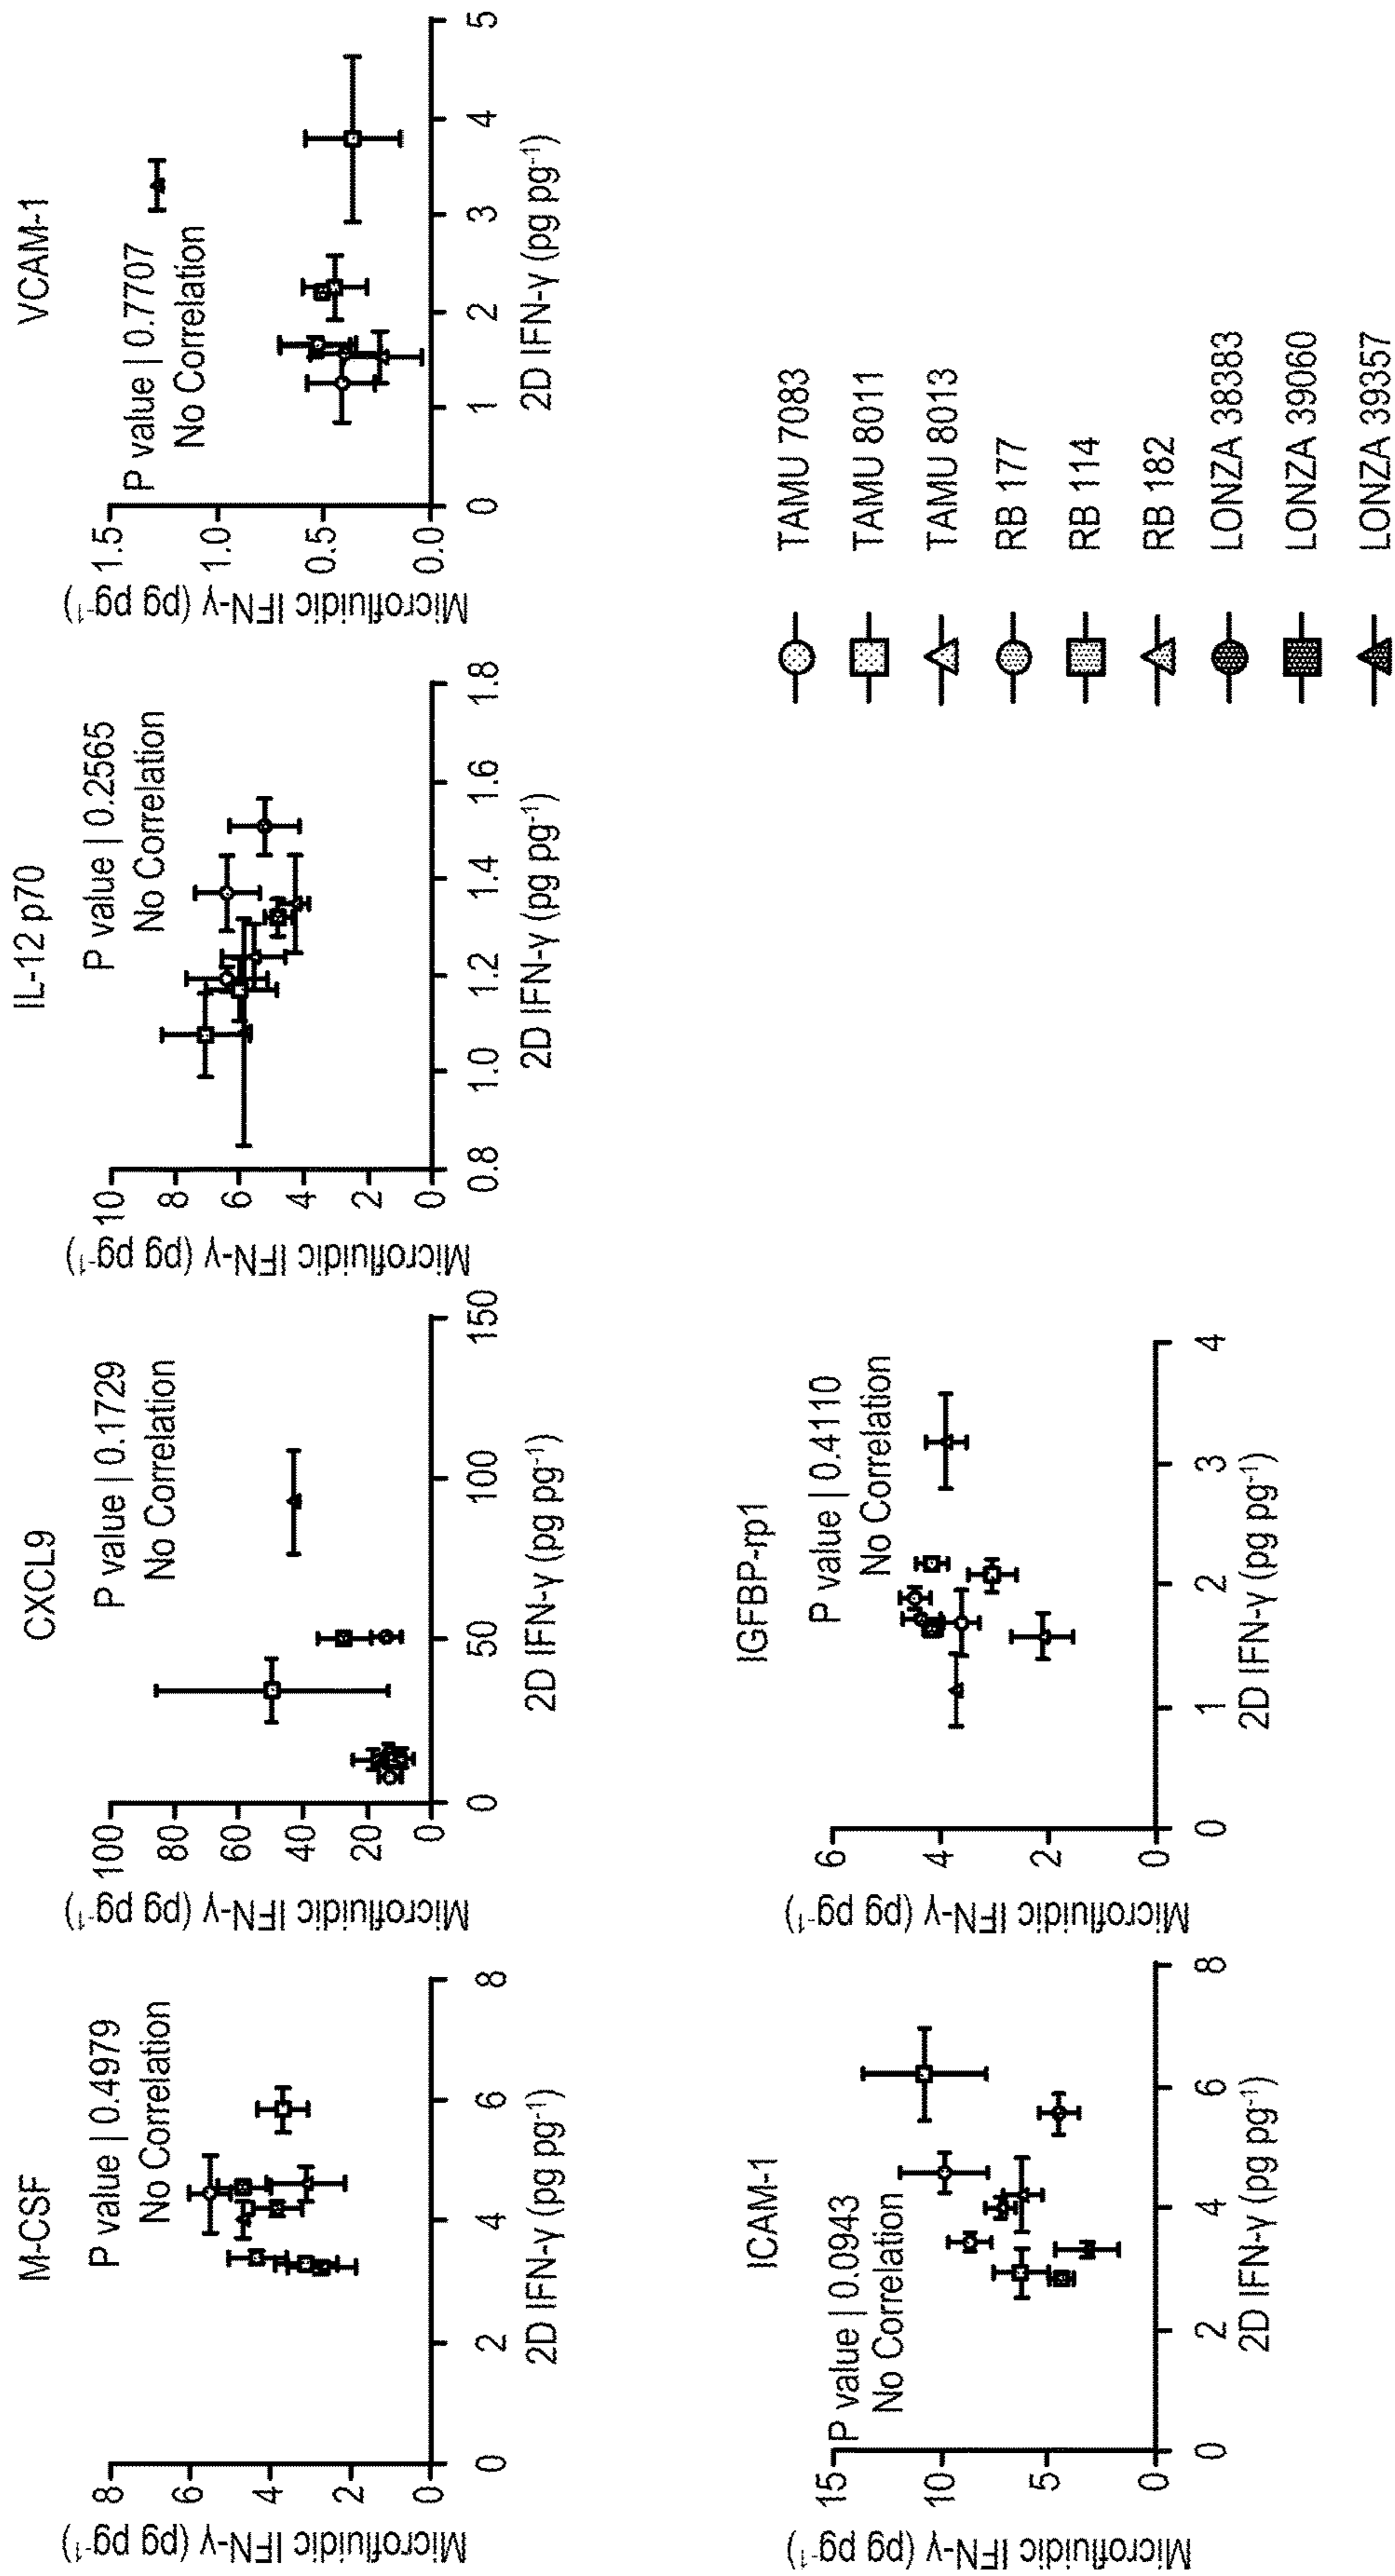 M-CSF
P value | 0.4979
No Correlation
Microfluidic IFN-γ (pg pg⁻¹)
8
6
4
2
0
0 2 4 6 8
2D IFN-γ (pg pg⁻¹)
CXCL9
P value | 0.1729
No Correlation
Microfluidic IFN-γ (pg pg⁻¹)
100
80
60
40
20
0
0 50 100 150
2D IFN-γ (pg pg⁻¹)
IL-12 p70
P value | 0.2565
No Correlation
Microfluidic IFN-γ (pg pg⁻¹)
10
8
6
4
2
0
0.8 1.0 1.2 1.4 1.6 1.8
2D IFN-γ (pg pg⁻¹)
VCAM-1
P value | 0.7707
No Correlation
Microfluidic IFN-γ (pg pg⁻¹)
1.5
1.0
0.5
0.0
0 1 2 3 4 5
2D IFN-γ (pg pg⁻¹)
ICAM-1
P value | 0.0943
No Correlation
Microfluidic IFN-γ (pg pg⁻¹)
15
10
5
0
0 2 4 6 8
2D IFN-γ (pg pg⁻¹)
IGFBP-rp1
P value | 0.4110
No Correlation
Microfluidic IFN-γ (pg pg⁻¹)
6
4
2
0
0 1 2 3 4
2D IFN-γ (pg pg⁻¹)
TAMU 7083
TAMU 8011
TAMU 8013
RB 177
RB 114
RB 182
LONZA 38383
LONZA 39060
LONZA 39357